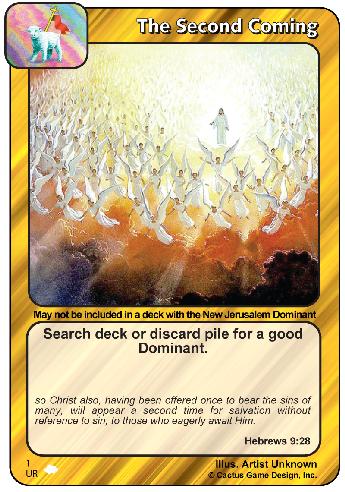 The Second Coming
May not be included in a deck with the New Jerusalem Dominant
Search deck or discard pile for a good
Dominant.
so Christ also, having been offered once to bear the sins of
many, will appear a second time for salvation without
reference to sin, to those who eagerly await Him.
Hebrews 9:28
1
UR
Illus. Artist Unknown
© Cactus Game Design, Inc.